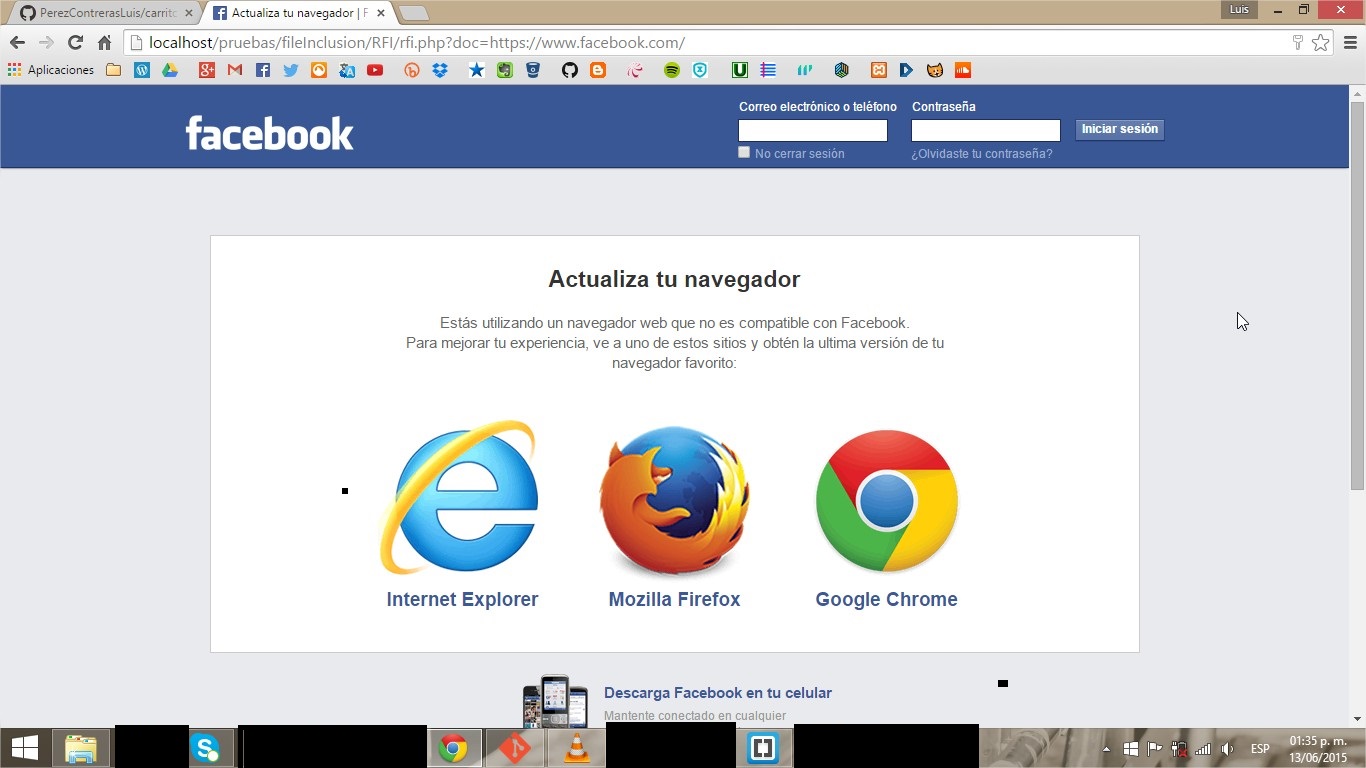 PerezContrerasLuis/carrito
Actualiza tu navegador | F
Luis
localhost/pruebas/fileInclusion/RFI/rfi.php?doc=https://www.facebook.com/
Aplicaciones
facebook
Correo electrónico o teléfono
Contraseña
Iniciar sesión
No cerrar sesión
¿Olvidaste tu contraseña?
Actualiza tu navegador
Estás utilizando un navegador web que no es compatible con Facebook.
Para mejorar tu experiencia, ve a uno de estos sitios y obtén la ultima versión de tu
navegador favorito:
Internet Explorer
Mozilla Firefox
Google Chrome
Descarga Facebook en tu celular
Mantente conectado en cualquier
ESP
01:35 p. m.
13/06/2015